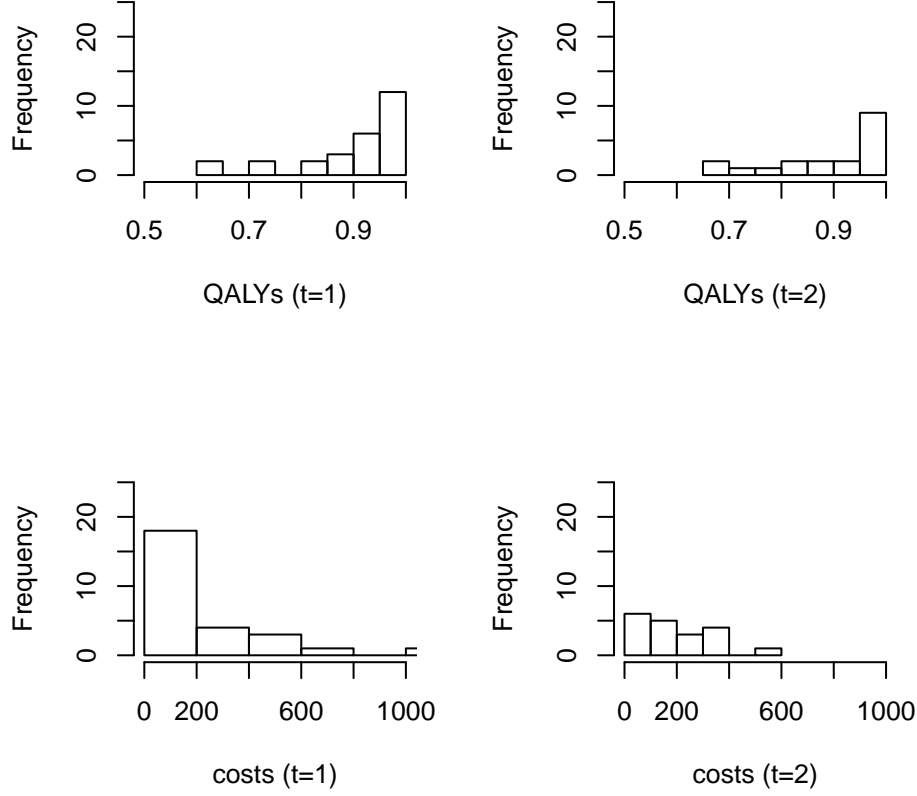 Frequency
0 10 20
0.5 0.7 0.9
QALYs (t=1)
Frequency
0 10 20
0.5 0.7 0.9
QALYs (t=2)
Frequency
0 10 20
0 200 600 1000
costs (t=1)
Frequency
0 10 20
0 200 600 1000
costs (t=2)